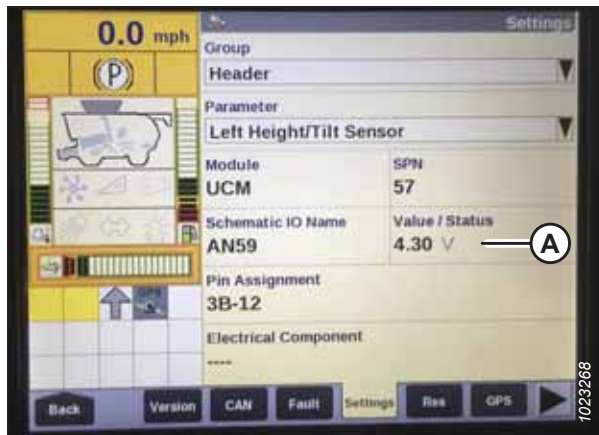 0.0 mph
Settings
(P)
Group
Header
Parameter
Left Height/Tilt Sensor
Module
SPN
UCM
57
Schematic IO Name
Value / Status
AN59
4.30 V
A
Pin Assignment
3B-12
GPS
Electrical Component
----
Back
Version
CAN
Fault
Settings
Res
GPS
1023268